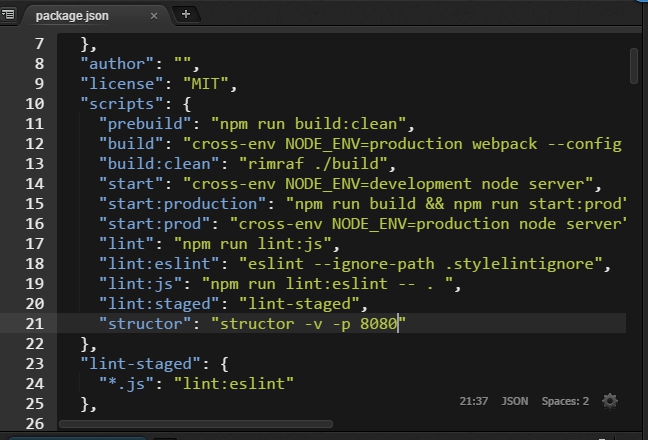 package.json × +
7 },
8 "author": "",
9 "license": "MIT",
10 "scripts": {
11 "prebuild": "npm run build:clean",
12 "build": "cross-env NODE_ENV=production webpack --config
13 "build:clean": "rimraf ./build",
14 "start": "cross-env NODE_ENV=development node server",
15 "start:production": "npm run build && npm run start:prod"
16 "start:prod": "cross-env NODE_ENV=production node server"
17 "lint": "npm run lint:js",
18 "lint:eslint": "eslint --ignore-path .stylelintignore",
19 "lint:js": "npm run lint:eslint -- . ",
20 "lint:staged": "lint-staged",
21 "structor": "structor -v -p 8080"
22 },
23 "lint-staged": {
24 "*.js": "lint:eslint"
25 },
26
21:37 JSON Spaces: 2